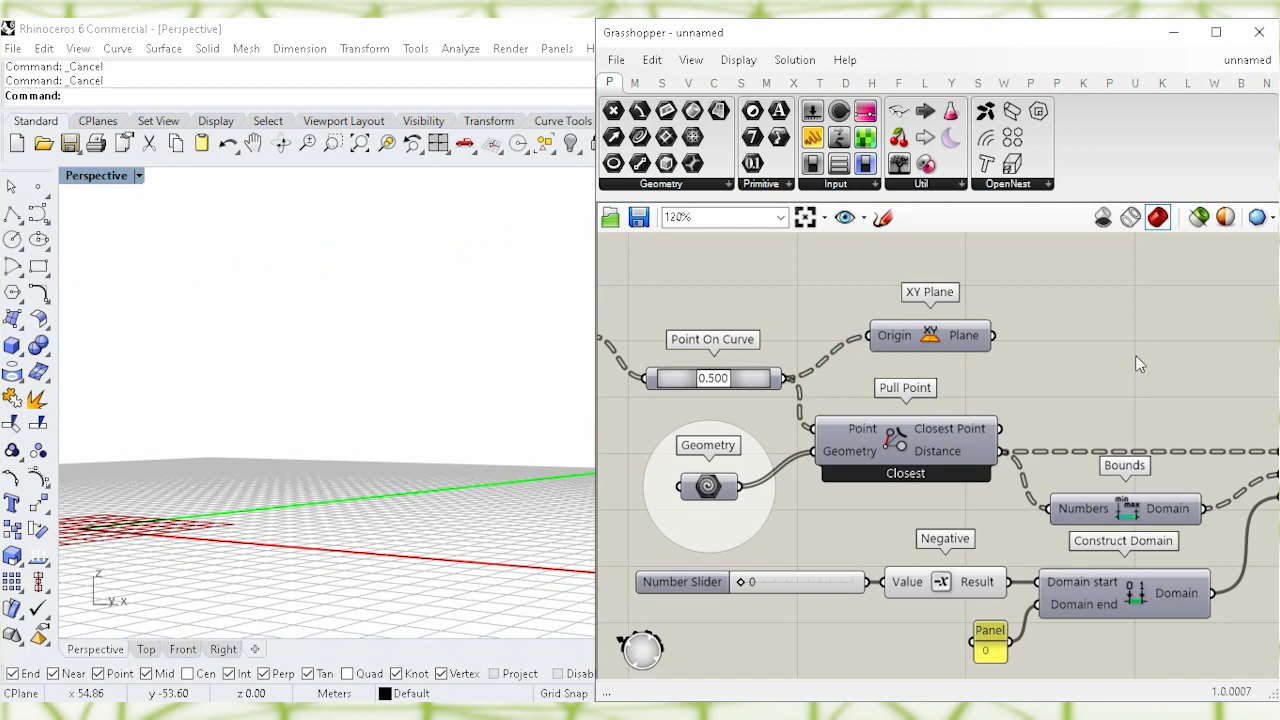 Rhinoceros 6 Commercial - [Perspective]
File Edit View Curve Surface Solid Mesh Dimension Transform Tools Analyze Render Panels H
Command: _Cancel
Command: _Cancel
Command:
Standard CPlanes Set View Display Select Viewport Layout Visibility Transform Curve Tools
Perspective
z
y x
Perspective Top Front Right
End Near Point Mid Cen Int Perp Tan Quad Knot Vertex Project Disab
CPlane x 54.86 y -53.60 z 0.00 Meters Default Grid Snap
Grasshopper - unnamed
File Edit View Display Solution Help unnamed
P M S V C S M X T D H F L Y S W P P U K L W B N
Geometry Primitive Input Util OpenNest
120%
XY Plane
Origin XY Plane
Point On Curve
0.500
Pull Point
Point Closest Point
Geometry Distance
Closest
Geometry
Bounds
Numbers min max Domain
Negative
Construct Domain
Number Slider 0
Value -x Result
Domain start 0 1 Domain
Domain end
Panel
0
... 1.0.0007